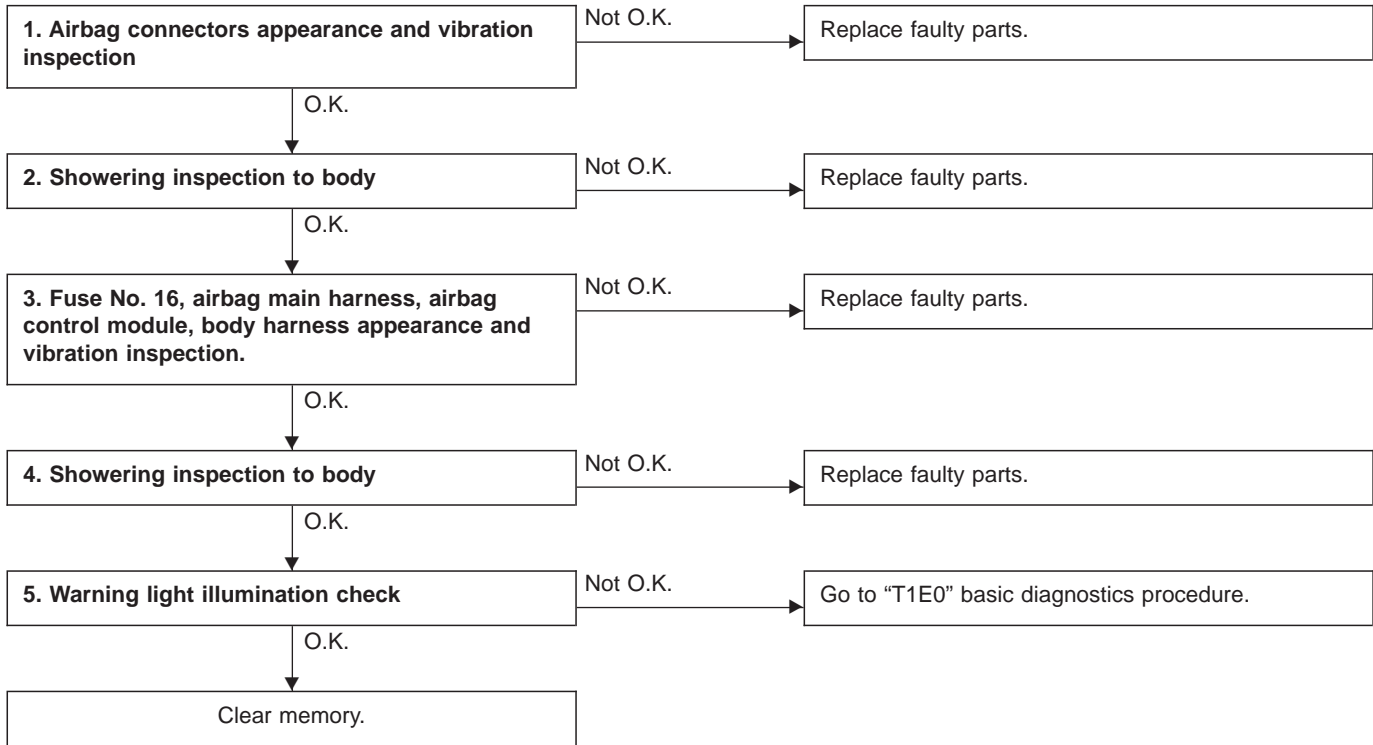 1. Airbag connectors appearance and vibration
inspection
Not O.K.
Replace faulty parts.
O.K.
2. Showering inspection to body
Not O.K.
Replace faulty parts.
O.K.
3. Fuse No. 16, airbag main harness, airbag
control module, body harness appearance and
vibration inspection.
Not O.K.
Replace faulty parts.
O.K.
4. Showering inspection to body
Not O.K.
Replace faulty parts.
O.K.
5. Warning light illumination check
Not O.K.
Go to “T1E0” basic diagnostics procedure.
O.K.
Clear memory.